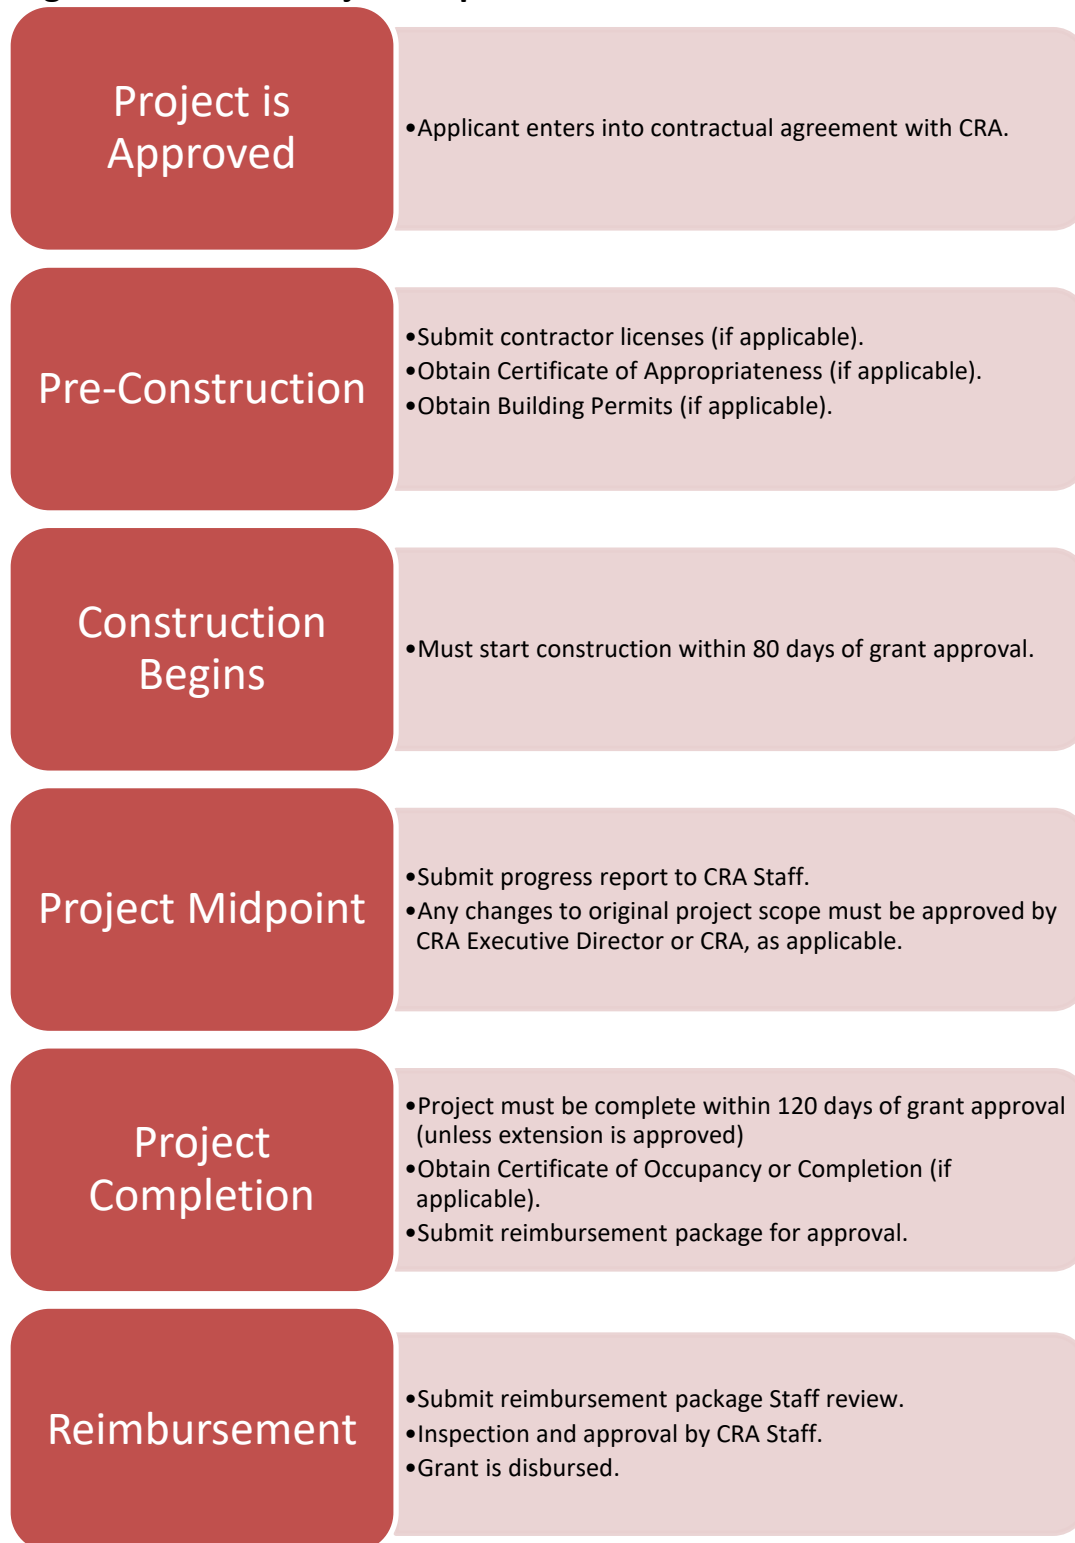 Project is
Approved
•Applicant enters into contractual agreement with CRA.
Pre-Construction
•Submit contractor licenses (if applicable).
•Obtain Certificate of Appropriateness (if applicable).
•Obtain Building Permits (if applicable).
Construction
Begins
•Must start construction within 80 days of grant approval.
Project Midpoint
•Submit progress report to CRA Staff.
•Any changes to original project scope must be approved by
CRA Executive Director or CRA, as applicable.
Project
Completion
•Project must be complete within 120 days of grant approval
(unless extension is approved)
•Obtain Certificate of Occupancy or Completion (if
applicable).
•Submit reimbursement package for approval.
Reimbursement
•Submit reimbursement package Staff review.
•Inspection and approval by CRA Staff.
•Grant is disbursed.